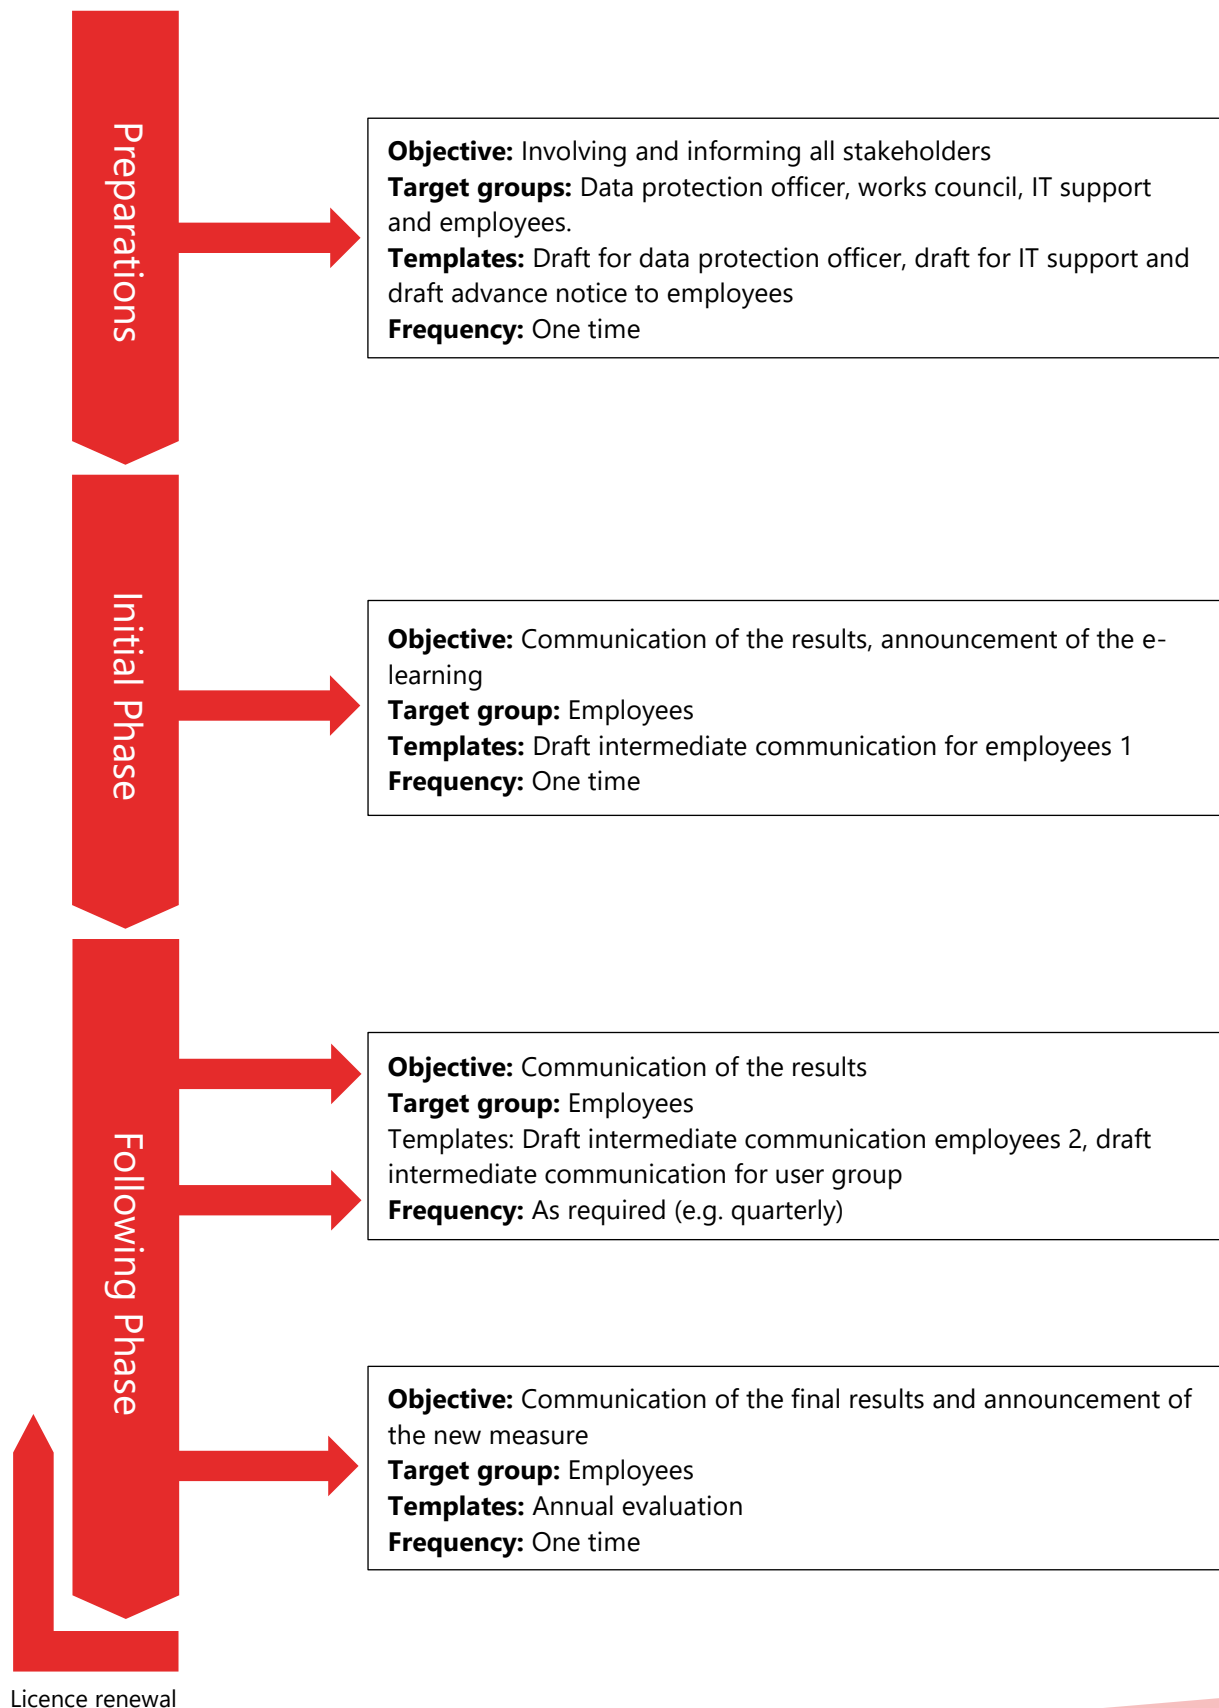 Preparations
Objective: Involving and informing all stakeholders
Target groups: Data protection officer, works council, IT support
and employees.
Templates: Draft for data protection officer, draft for IT support and
draft advance notice to employees
Frequency: One time
Initial Phase
Objective: Communication of the results, announcement of the e-
learning
Target group: Employees
Templates: Draft intermediate communication for employees 1
Frequency: One time
Following Phase
Objective: Communication of the results
Target group: Employees
Templates: Draft intermediate communication employees 2, draft
intermediate communication for user group
Frequency: As required (e.g. quarterly)
Objective: Communication of the final results and announcement of
the new measure
Target group: Employees
Templates: Annual evaluation
Frequency: One time
Licence renewal